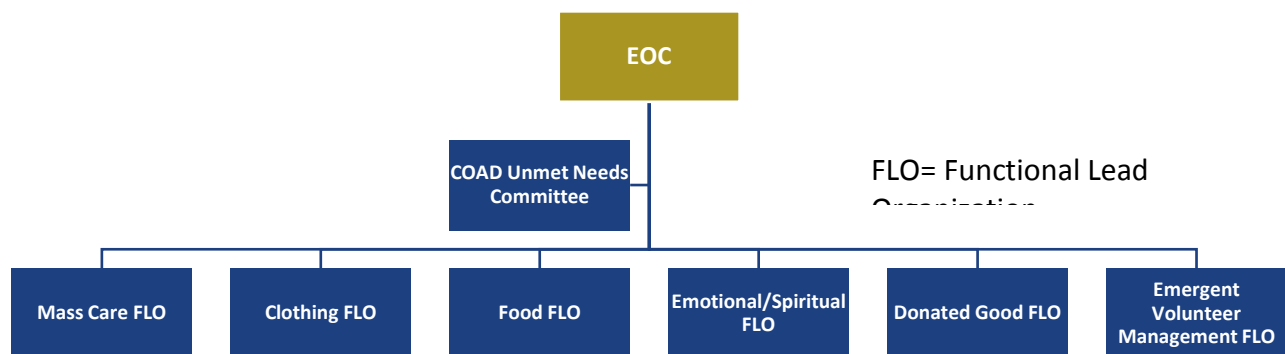 EOC
COAD Unmet Needs
Committee
FLO= Functional Lead
Organization
Mass Care FLO
Clothing FLO
Food FLO
Emotional/Spiritual
FLO
Donated Good FLO
Emergent
Volunteer
Management FLO